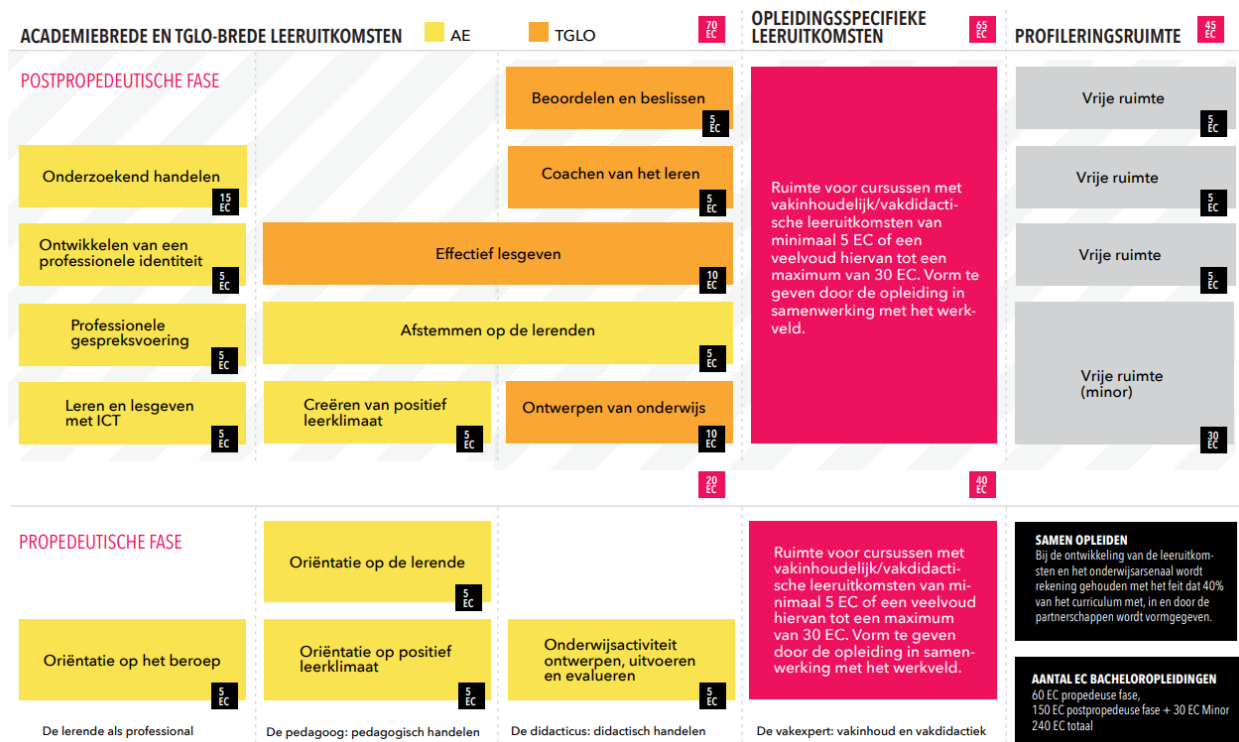 ACADEMIEBREDE EN TGLO-BREDE LEERUITKOMSTEN
AE
TGLO
70
EC
OPLEIDINGSSPECIFIEKE
LEERUITKOMSTEN
65
EC
PROFILERINGSRUIMTE
45
EC
POSTPROPEDEUTISCHE FASE
Beoordelen en beslissen
5
EC
Vrije ruimte
5
EC
Onderzoekend handelen
15
EC
Coachen van het leren
5
EC
Ruimte voor cursussen met
vakinhoudelijk/vakdidacti-
sche leeruitkomsten van
minimaal 5 EC of een
veelvoud hiervan tot een
maximum van 30 EC. Vorm te
geven door de opleiding in
samenwerking met het werk-
veld.
Vrije ruimte
5
EC
Ontwikkelen van een
professionele identiteit
5
EC
Effectief lesgeven
10
EC
Vrije ruimte
5
EC
Professionele
gespreksvoering
5
EC
Afstemmen op de lerenden
5
EC
Vrije ruimte
(minor)
30
EC
Leren en lesgeven
met ICT
5
EC
Creëren van positief
leerklimaat
5
EC
Ontwerpen van onderwijs
10
EC
20
EC
40
EC
PROPEDEUTISCHE FASE
Oriëntatie op de lerende
5
EC
Ruimte voor cursussen met
vakinhoudelijk/vakdidacti-
sche leeruitkomsten van mi-
nimaal 5 EC of een veelvoud
hiervan tot een maximum
van 30 EC. Vorm te geven
door de opleiding in samen-
werking met het werkveld.
SAMEN OPLEIDEN
Bij de ontwikkeling van de leeruitkom-
sten en het onderwijsarsenaal wordt
rekening gehouden met het feit dat 40%
van het curriculum met, in en door de
partnerschappen wordt vormgegeven.
Oriëntatie op het beroep
5
EC
Oriëntatie op positief
leerklimaat
5
EC
Onderwijsactiviteit
ontwerpen, uitvoeren
en evalueren
5
EC
AANTAL EC BACHELOROPLEIDINGEN
60 EC propedeuse fase,
150 EC postpropedeuse fase + 30 EC Minor
240 EC totaal
De lerende als professional
De pedagoog: pedagogisch handelen
De didacticus: didactisch handelen
De vakexpert: vakinhoud en vakdidactiek